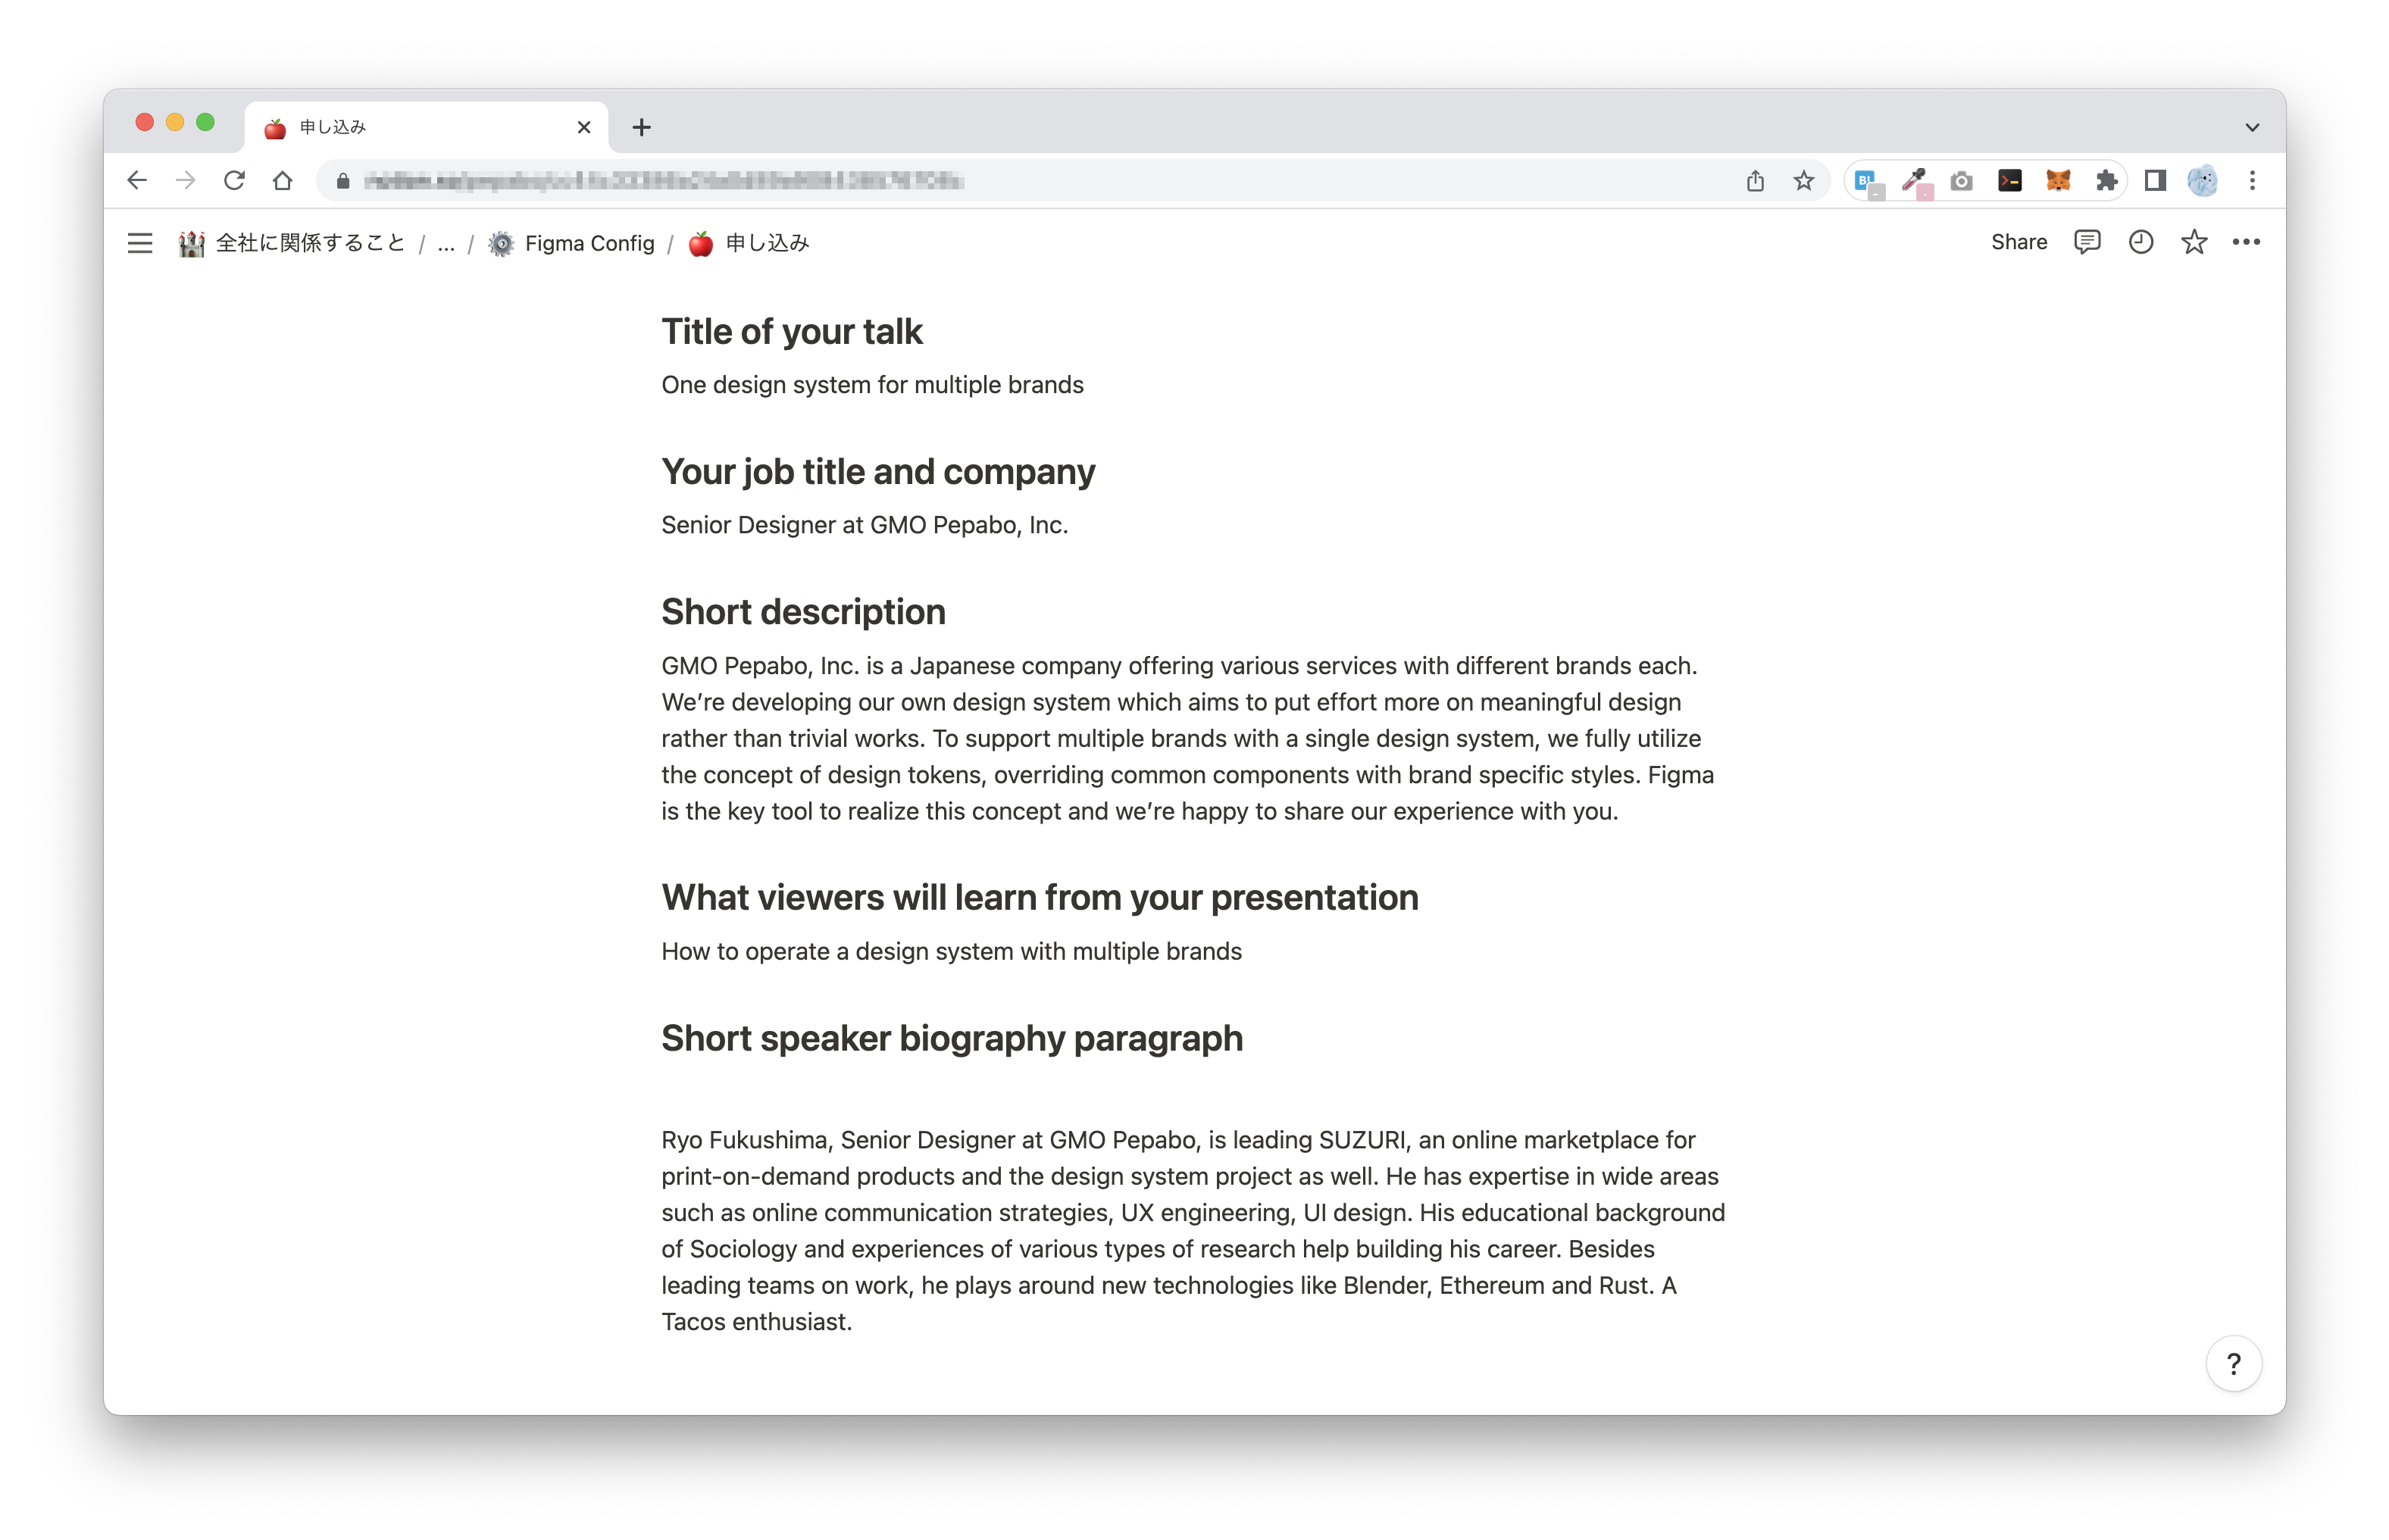 申し込み
全社に関係すること / ... / Figma Config / 申し込み
Share
Title of your talk
One design system for multiple brands
Your job title and company
Senior Designer at GMO Pepabo, Inc.
Short description
GMO Pepabo, Inc. is a Japanese company offering various services with different brands each.
We’re developing our own design system which aims to put effort more on meaningful design
rather than trivial works. To support multiple brands with a single design system, we fully utilize
the concept of design tokens, overriding common components with brand specific styles. Figma
is the key tool to realize this concept and we’re happy to share our experience with you.
What viewers will learn from your presentation
How to operate a design system with multiple brands
Short speaker biography paragraph
Ryo Fukushima, Senior Designer at GMO Pepabo, is leading SUZURI, an online marketplace for
print-on-demand products and the design system project as well. He has expertise in wide areas
such as online communication strategies, UX engineering, UI design. His educational background
of Sociology and experiences of various types of research help building his career. Besides
leading teams on work, he plays around new technologies like Blender, Ethereum and Rust. A
Tacos enthusiast.
?